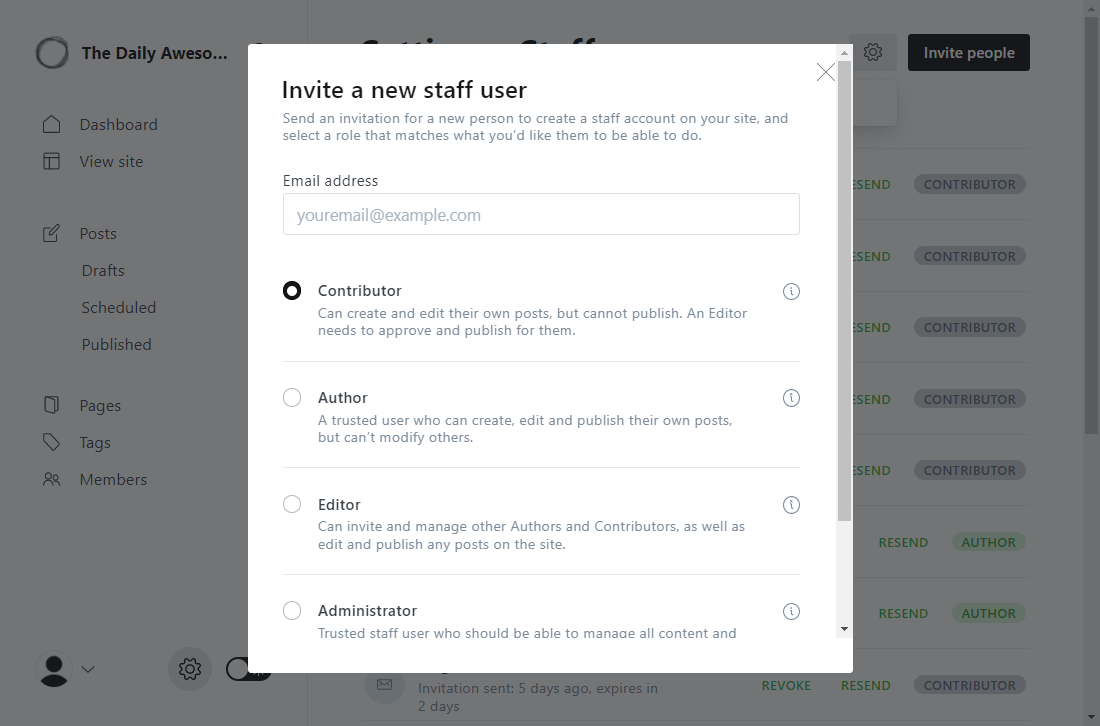 The Daily Aweso...
Dashboard
View site
Posts
Drafts
Scheduled
Published
Pages
Tags
Members
Invite people
Invite a new staff user
Send an invitation for a new person to create a staff account on your site, and
select a role that matches what you'd like them to be able to do.
Email address
youremail@example.com
Contributor
Can create and edit their own posts, but cannot publish. An Editor
needs to approve and publish for them.
Author
A trusted user who can create, edit and publish their own posts,
but can't modify others.
Editor
Can invite and manage other Authors and Contributors, as well as
edit and publish any posts on the site.
Administrator
Trusted staff user who should be able to manage all content and
CONTRIBUTOR
CONTRIBUTOR
CONTRIBUTOR
CONTRIBUTOR
CONTRIBUTOR
RESEND AUTHOR
RESEND AUTHOR
Invitation sent: 5 days ago, expires in
2 days
REVOKE RESEND CONTRIBUTOR